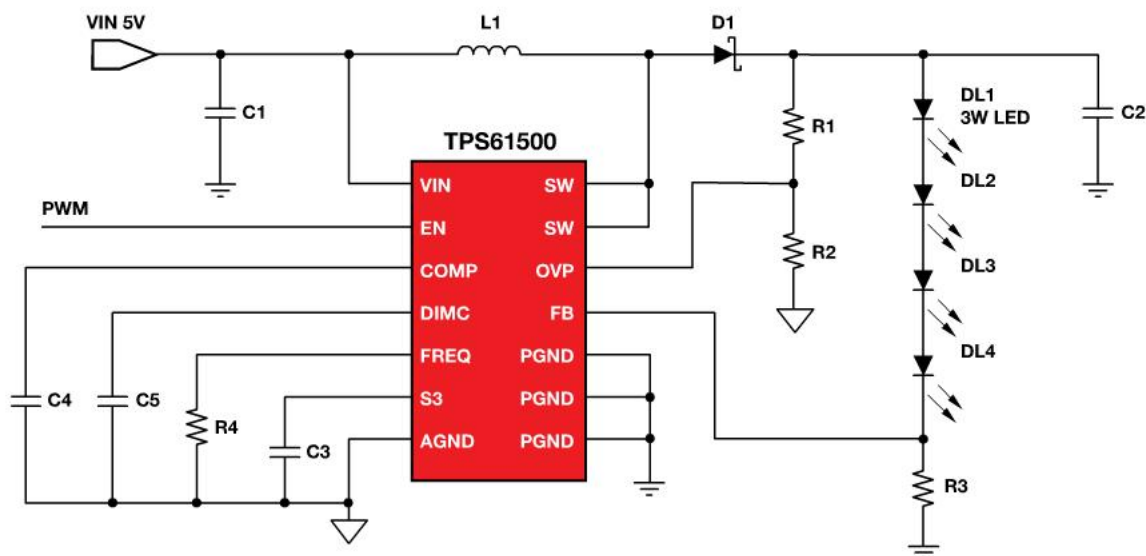 VIN 5V
L1
D1
C1
R1
DL1
3W LED
C2
TPS61500
DL2
VIN
SW
PWM
EN
SW
R2
COMP
OVP
DL3
DIMC
FB
DL4
FREQ
PGND
C4
C5
R4
S3
PGND
C3
AGND
PGND
R3